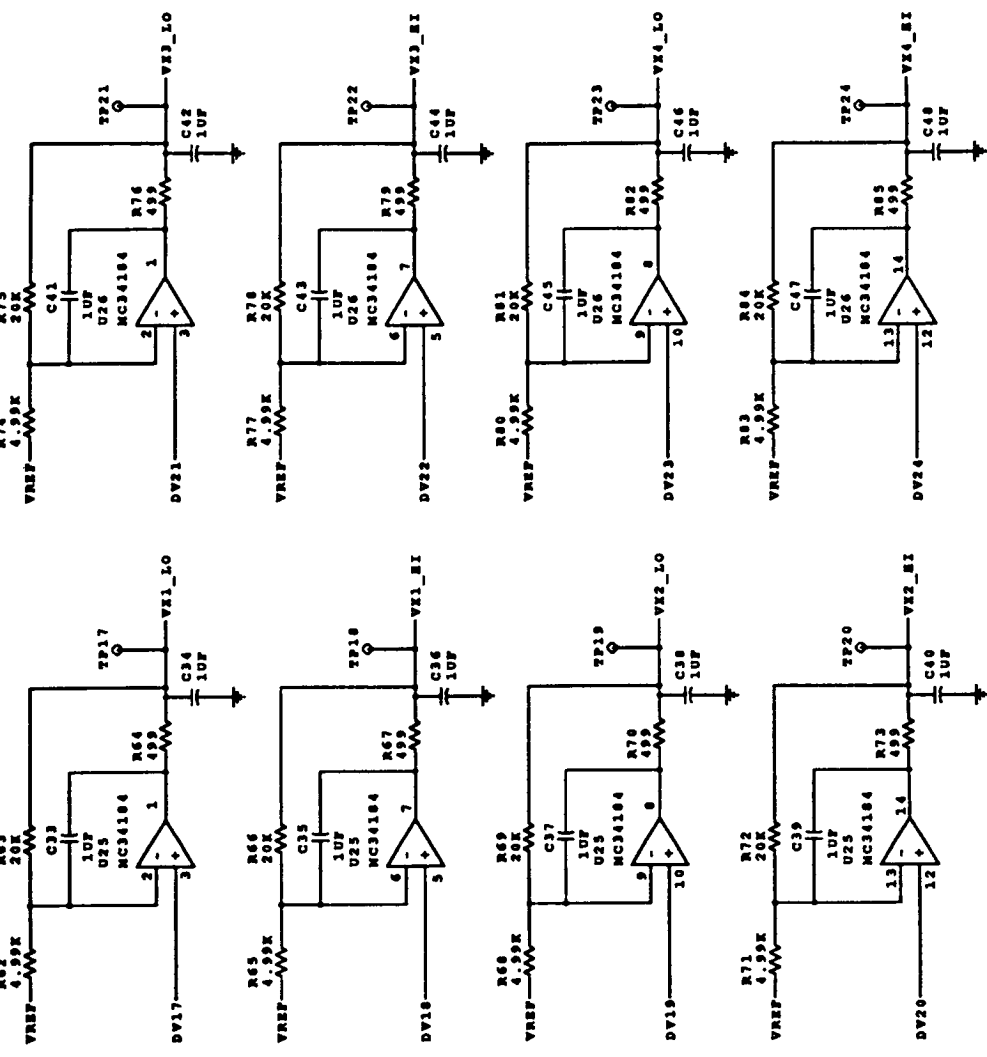 R75
20K
C41
1UF
U26
MC34184
R74
4.99K
VREF
DV21
2
3
1
R76
499
C42
1UF
TP21
VX3_LO
R78
20K
C43
1UF
U26
MC34184
R77
4.99K
VREF
DV22
6
5
7
R79
499
C44
1UF
TP22
VX3_HI
R81
20K
C45
1UF
U26
MC34184
R80
4.99K
VREF
DV23
9
10
8
R82
499
C46
1UF
TP23
VX4_LO
R84
20K
C47
1UF
U26
MC34184
R83
4.99K
VREF
DV24
13
12
14
R85
499
C48
1UF
TP24
VX4_HI
R63
20K
C33
1UF
U25
MC34184
R62
4.99K
VREF
DV17
2
3
1
R64
499
C34
1UF
TP17
VX1_LO
R66
20K
C35
1UF
U25
MC34184
R65
4.99K
VREF
DV18
6
5
7
R67
499
C36
1UF
TP18
VX1_HI
R69
20K
C37
1UF
U25
MC34184
R68
4.99K
VREF
DV19
9
10
8
R70
499
C38
1UF
TP19
VX2_LO
R72
20K
C39
1UF
U25
MC34184
R71
4.99K
VREF
DV20
13
12
14
R73
499
C40
1UF
TP20
VX2_HI